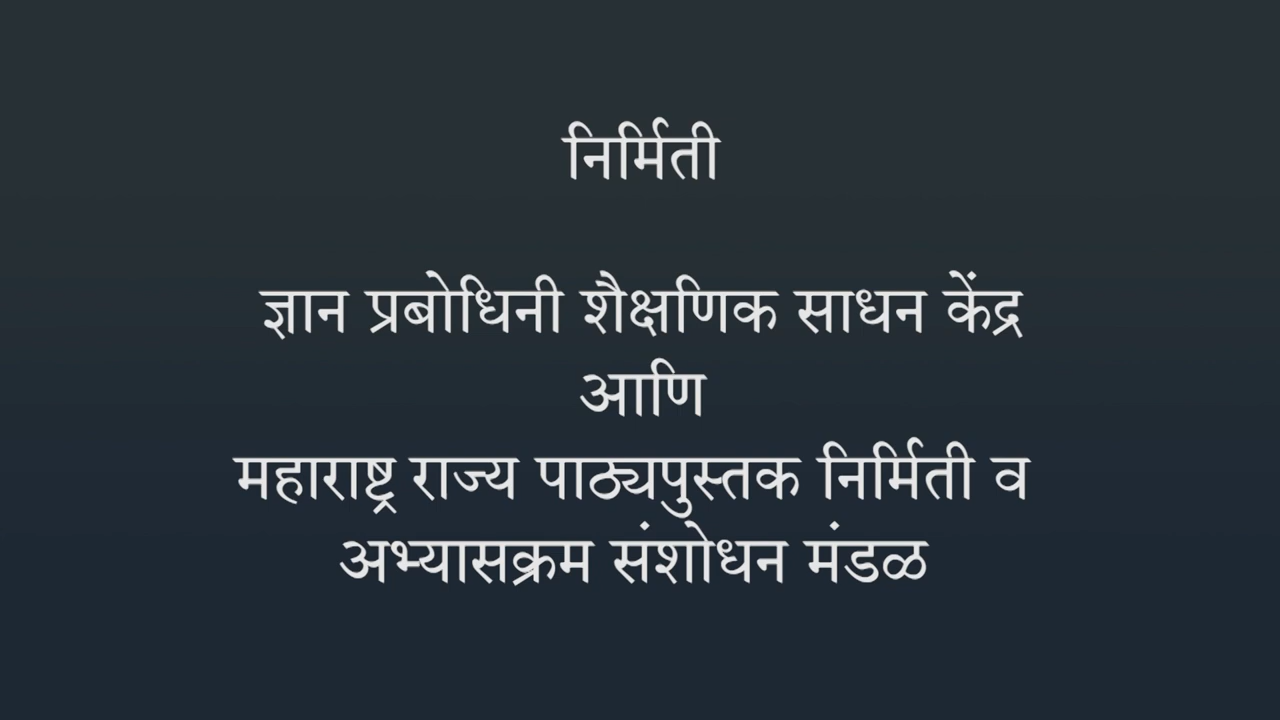 निर्मिती
ज्ञान प्रबोधिनी शैक्षणिक साधन केंद्र
आणि
महाराष्ट्र राज्य पाठ्यपुस्तक निर्मिती व
अभ्यासक्रम संशोधन मंडळ